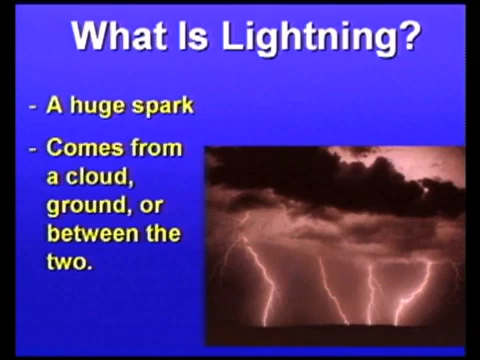 What Is Lightning?
- A huge spark
- Comes from
a cloud,
ground, or
between the
two.